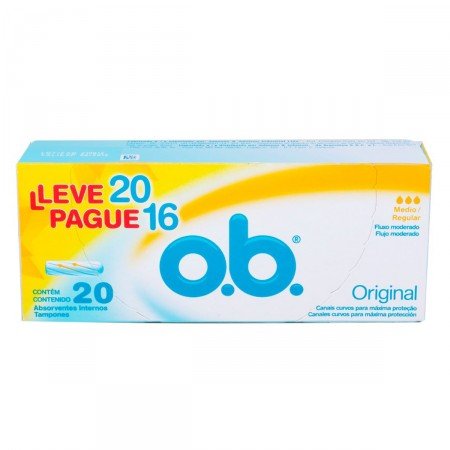 LLEVE 20
PAGUE 16
o.b.®
Medio /
Regular
Fluxo moderado
Flujo moderado
CONTÉM
CONTENIDO 20
Absorventes Internos
Tampones
Original
Canais curvos para máxima proteção
Canales curvos para máxima protección